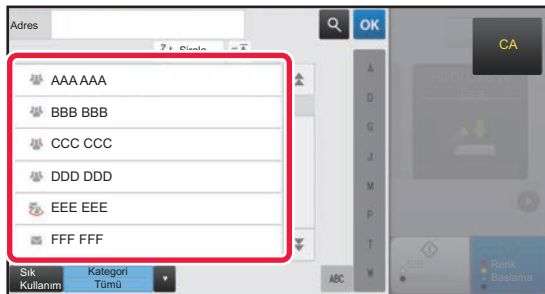 Adres
OK
CA
Sırala
AAA AAA
BBB BBB
CCC CCC
DDD DDD
EEE EEE
FFF FFF
A
D
G
J
M
P
T
W
ABC
Sık
Kullanım
Kategori
Tümü
S/B
Renk
Baslama